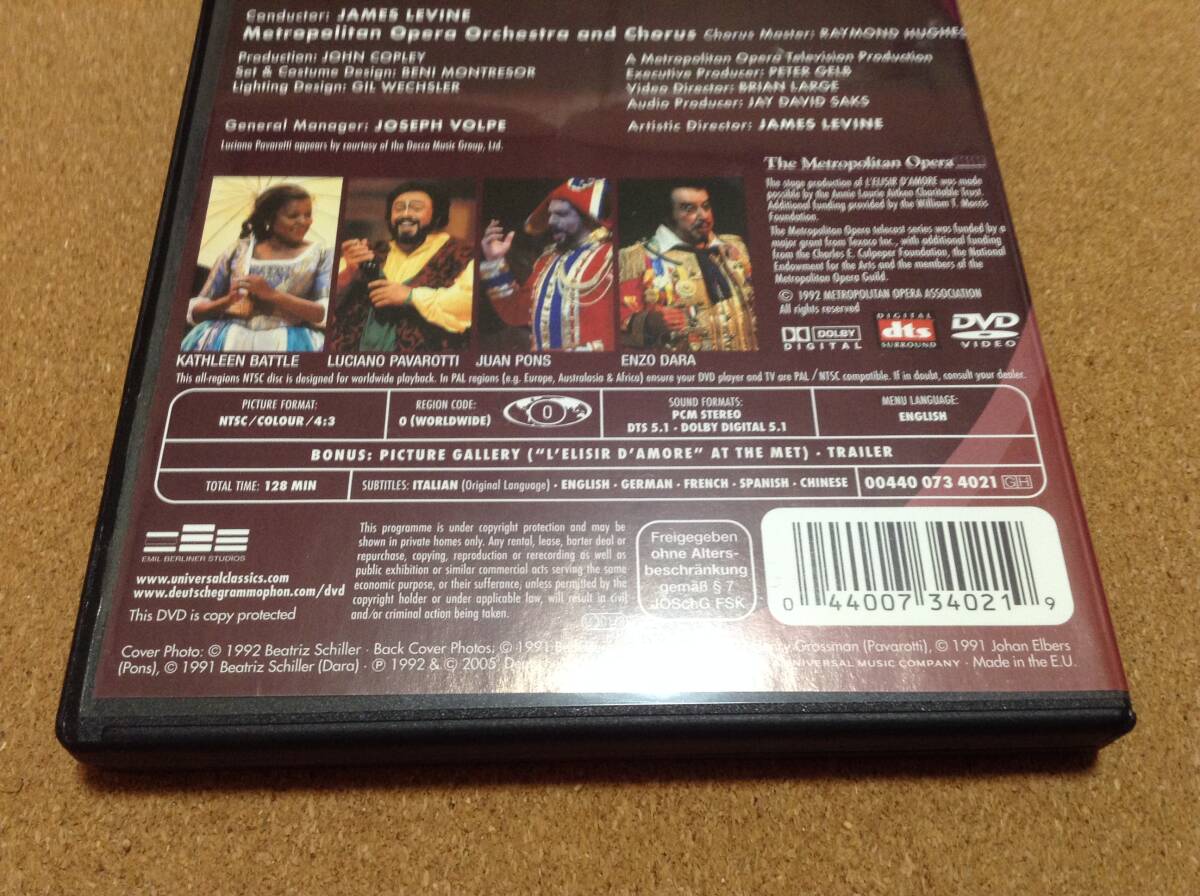 Conductor: JAMES LEVINE
Metropolitan Opera Orchestra and Chorus Chorus Master: RAYMOND HUGHES
Production: JOHN COPLEY
Set & Costume Design: BENI MONTRESOR
Lighting Design: GIL WECHSLER
General Manager: JOSEPH VOLPE
Luciano Pavarotti appears by courtesy of the Decca Music Group, Ltd.
A Metropolitan Opera Television Production
Executive Producer: PETER GELB
Video Director: BRIAN LARGE
Audio Producer: JAY DAVID SAKS
Artistic Director: JAMES LEVINE
The Metropolitan Opera
The stage production of L'ELISIR D'AMORE was made
possible by the Annie Laurie Aitken Charitable Trust.
Additional funding provided by the William T. Morris
Foundation.
The Metropolitan Opera telecast series was funded by a
major grant from Texaco Inc., with additional funding
from the Charles E. Culpeper Foundation, the National
Endowment for the Arts and the members of the
Metropolitan Opera Guild.
© 1992 METROPOLITAN OPERA ASSOCIATION
All rights reserved
DOLBY
DIGITAL
DIGITAL
dts
SURROUND
DVD
VIDEO
KATHLEEN BATTLE LUCIANO PAVAROTTI JUAN PONS ENZO DARA
This all-regions NTSC disc is designed for worldwide playback. In PAL regions (e.g. Europe, Australasia & Africa) ensure your DVD player and TV are PAL/NTSC compatible. If in doubt, consult your dealer.
PICTURE FORMAT:
NTSC/COLOUR/4:3
REGION CODE:
0 (WORLDWIDE)
0
SOUND FORMATS:
PCM STEREO
DTS 5.1 · DOLBY DIGITAL 5.1
MENU LANGUAGE:
ENGLISH
BONUS: PICTURE GALLERY ("L'ELISIR D'AMORE" AT THE MET) · TRAILER
TOTAL TIME: 128 MIN
SUBTITLES: ITALIAN (Original Language) · ENGLISH · GERMAN · FRENCH · SPANISH · CHINESE
00440 073 4021 GH
EMIL BERLINER STUDIOS
www.universalclassics.com
www.deutschegrammophon.com/dvd
This DVD is copy protected
This programme is under copyright protection and may be
shown in private homes only. Any rental, lease, barter deal or
repurchase, copying, reproduction or rerecording as well as
public exhibition or similar commercial acts serving the same
economic purpose, or their sufferance, unless permitted by the
copyright holder or under applicable law, will result in civil
and/or criminal action being taken.
Freigegeben
ohne Alters-
beschränkung
gemäß § 7
JÖSchG FSK
0 44007 34021 9
Cover Photo: © 1992 Beatriz Schiller · Back Cover Photos: © 1991 Grossman (Pavarotti), © 1991 Johan Elbers
(Pons), © 1991 Beatriz Schiller (Dara) · ℗ 1992 & © 2005 UNIVERSAL MUSIC COMPANY · Made in the E.U.